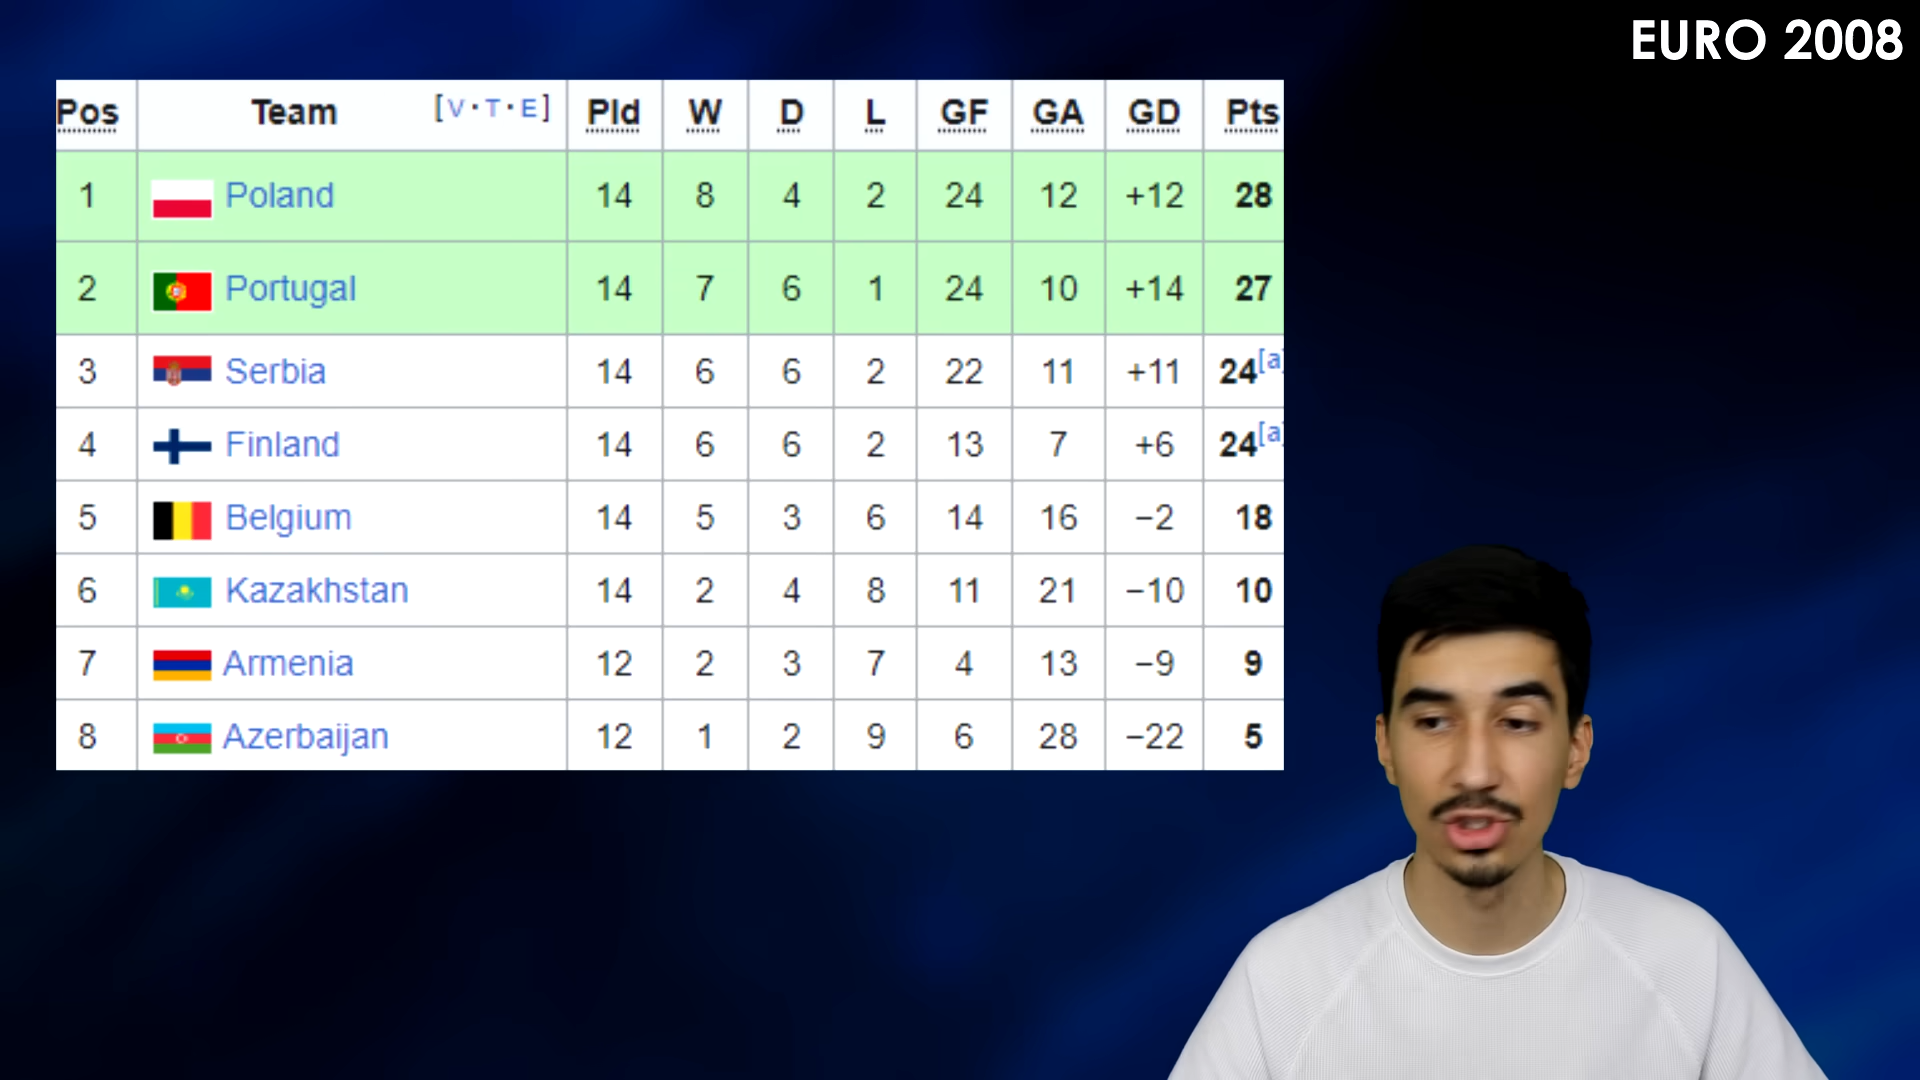 EURO 2008
Pos Team [V·T·E] Pld W D L GF GA GD Pts
1 Poland 14 8 4 2 24 12 +12 28
2 Portugal 14 7 6 1 24 10 +14 27
3 Serbia 14 6 6 2 22 11 +11 24[a]
4 Finland 14 6 6 2 13 7 +6 24[a]
5 Belgium 14 5 3 6 14 16 −2 18
6 Kazakhstan 14 2 4 8 11 21 −10 10
7 Armenia 12 2 3 7 4 13 −9 9
8 Azerbaijan 12 1 2 9 6 28 −22 5